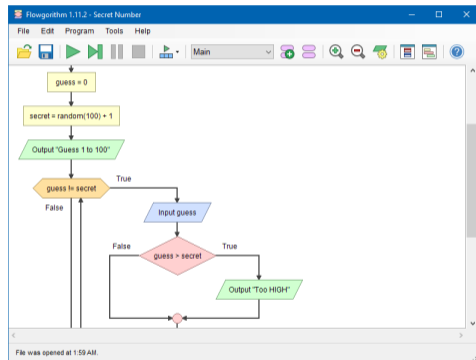 Flowgorithm 1.11.2 - Secret Number
File Edit Program Tools Help
Main
guess = 0
secret = random(100) + 1
Output "Guess 1 to 100"
guess != secret
True
False
Input guess
False
True
guess > secret
Output "Too HIGH"
File was opened at 1:59 AM.